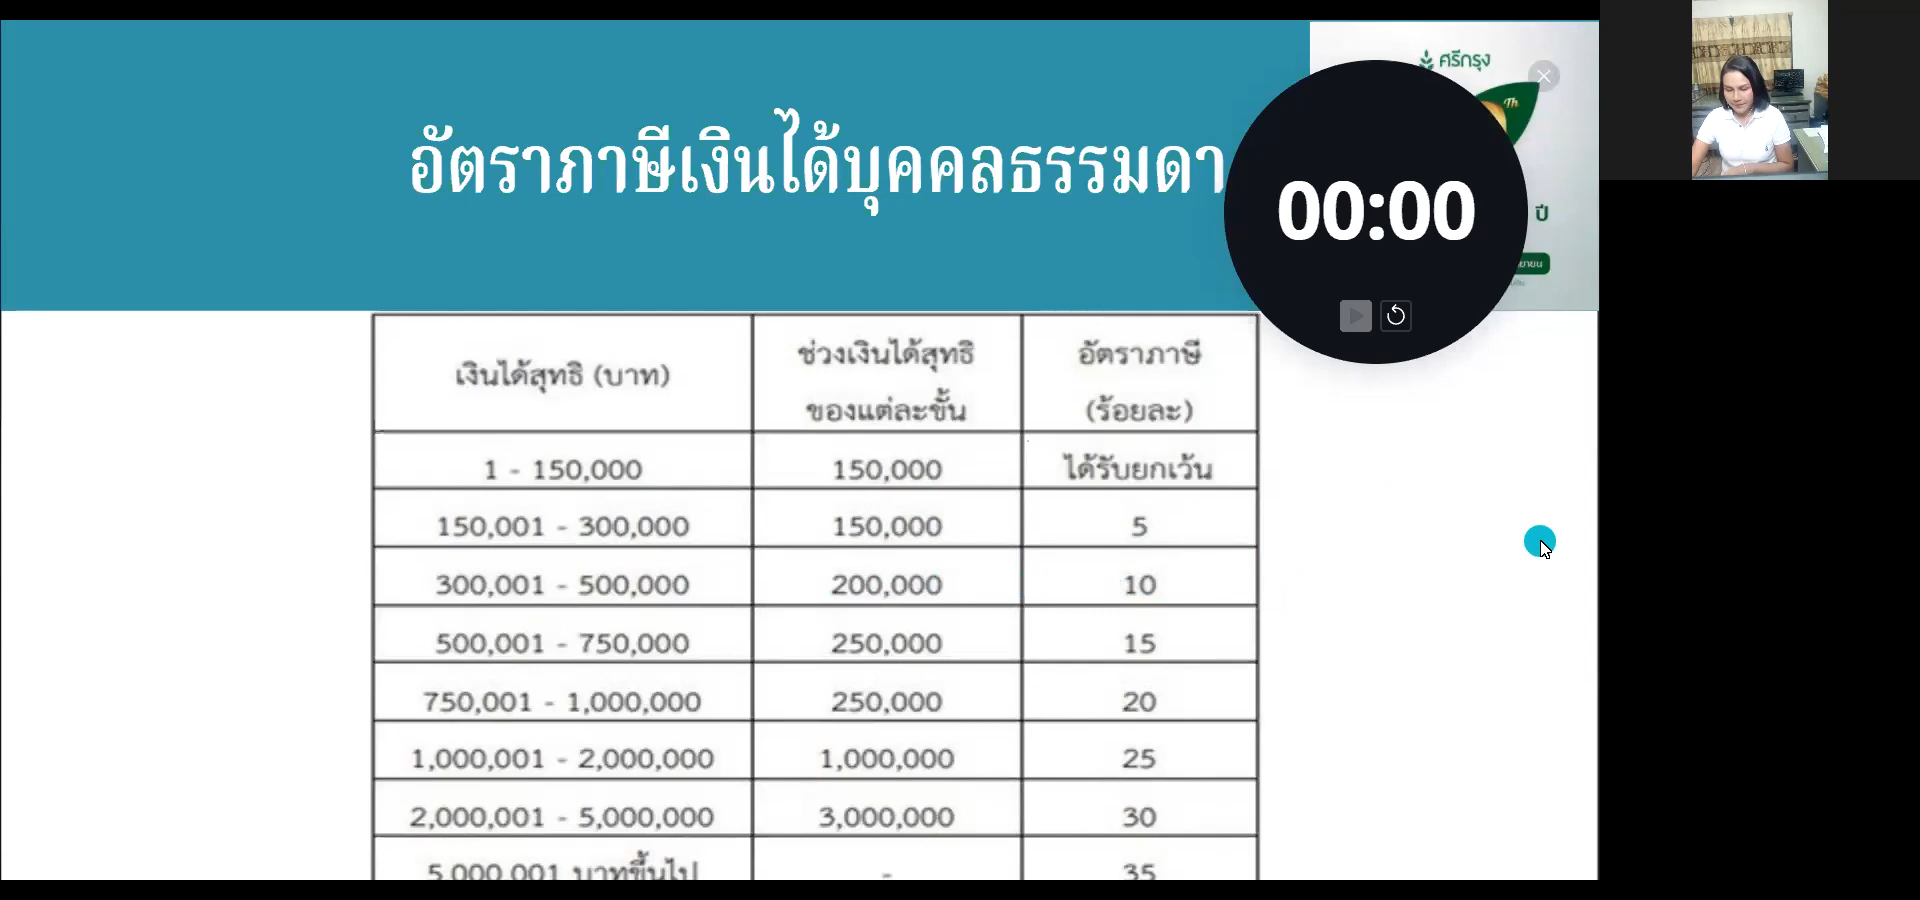 อัตราภาษีเงินได้บุคคลธรรมดา
ศรีกรุง
Th
00:00
ปี
เงินได้สุทธิ (บาท)
ช่วงเงินได้สุทธิ
ของแต่ละขั้น
อัตราภาษี
(ร้อยละ)
1 - 150,000 150,000 ได้รับยกเว้น
150,001 - 300,000 150,000 5
300,001 - 500,000 200,000 10
500,001 - 750,000 250,000 15
750,001 - 1,000,000 250,000 20
1,000,001 - 2,000,000 1,000,000 25
2,000,001 - 5,000,000 3,000,000 30
5,000,001 บาทขึ้นไป - 35